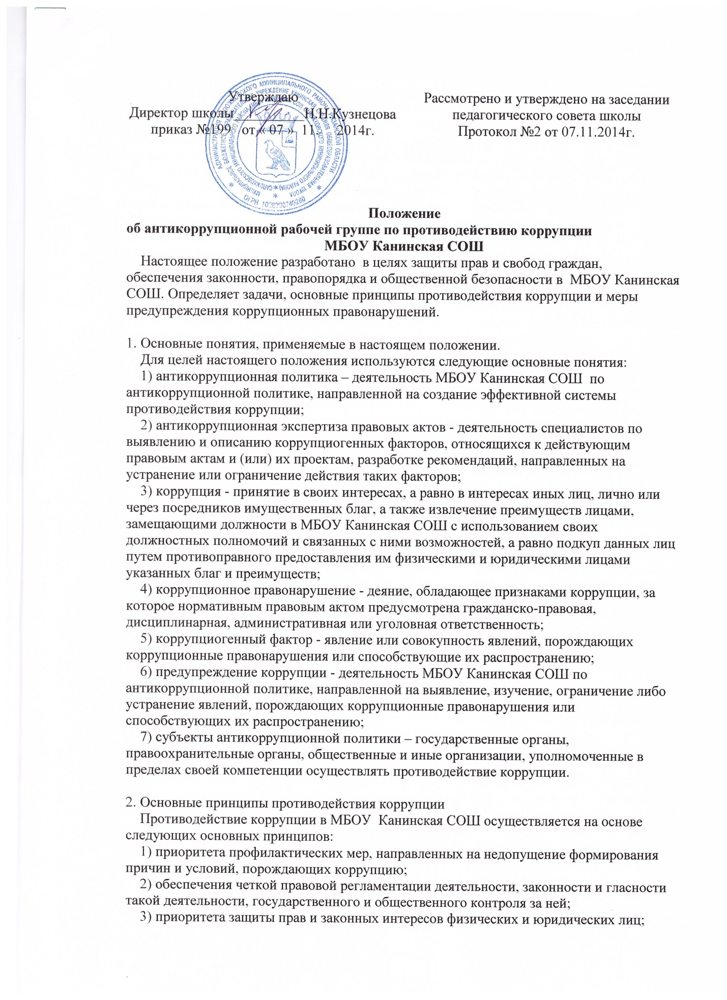 Утверждаю
Директор школы __________Н.Н.Кузнецова
приказ №199 от « 07 » 11. 2014г.
Рассмотрено и утверждено на заседании
педагогического совета школы
Протокол №2 от 07.11.2014г.
МУНИЦИПАЛЬНОГО РАЙОНА РЯЗАНСКОЙ ОБЛАСТИ
ОГРН
Положение
об антикоррупционной рабочей группе по противодействию коррупции
МБОУ Канинская СОШ
Настоящее положение разработано в целях защиты прав и свобод граждан,
обеспечения законности, правопорядка и общественной безопасности в МБОУ Канинская
СОШ. Определяет задачи, основные принципы противодействия коррупции и меры
предупреждения коррупционных правонарушений.
1. Основные понятия, применяемые в настоящем положении.
Для целей настоящего положения используются следующие основные понятия:
1) антикоррупционная политика – деятельность МБОУ Канинская СОШ по
антикоррупционной политике, направленной на создание эффективной системы
противодействия коррупции;
2) антикоррупционная экспертиза правовых актов - деятельность специалистов по
выявлению и описанию коррупциогенных факторов, относящихся к действующим
правовым актам и (или) их проектам, разработке рекомендаций, направленных на
устранение или ограничение действия таких факторов;
3) коррупция - принятие в своих интересах, а равно в интересах иных лиц, лично или
через посредников имущественных благ, а также извлечение преимуществ лицами,
замещающими должности в МБОУ Канинская СОШ с использованием своих
должностных полномочий и связанных с ними возможностей, а равно подкуп данных лиц
путем противоправного предоставления им физическими и юридическими лицами
указанных благ и преимуществ;
4) коррупционное правонарушение - деяние, обладающее признаками коррупции, за
которое нормативным правовым актом предусмотрена гражданско-правовая,
дисциплинарная, административная или уголовная ответственность;
5) коррупциогенный фактор - явление или совокупность явлений, порождающих
коррупционные правонарушения или способствующие их распространению;
6) предупреждение коррупции - деятельность МБОУ Канинская СОШ по
антикоррупционной политике, направленной на выявление, изучение, ограничение либо
устранение явлений, порождающих коррупционные правонарушения или
способствующих их распространению;
7) субъекты антикоррупционной политики – государственные органы,
правоохранительные органы, общественные и иные организации, уполномоченные в
пределах своей компетенции осуществлять противодействие коррупции.
2. Основные принципы противодействия коррупции
Противодействие коррупции в МБОУ Канинская СОШ осуществляется на основе
следующих основных принципов:
1) приоритета профилактических мер, направленных на недопущение формирования
причин и условий, порождающих коррупцию;
2) обеспечения четкой правовой регламентации деятельности, законности и гласности
такой деятельности, государственного и общественного контроля за ней;
3) приоритета защиты прав и законных интересов физических и юридических лиц;